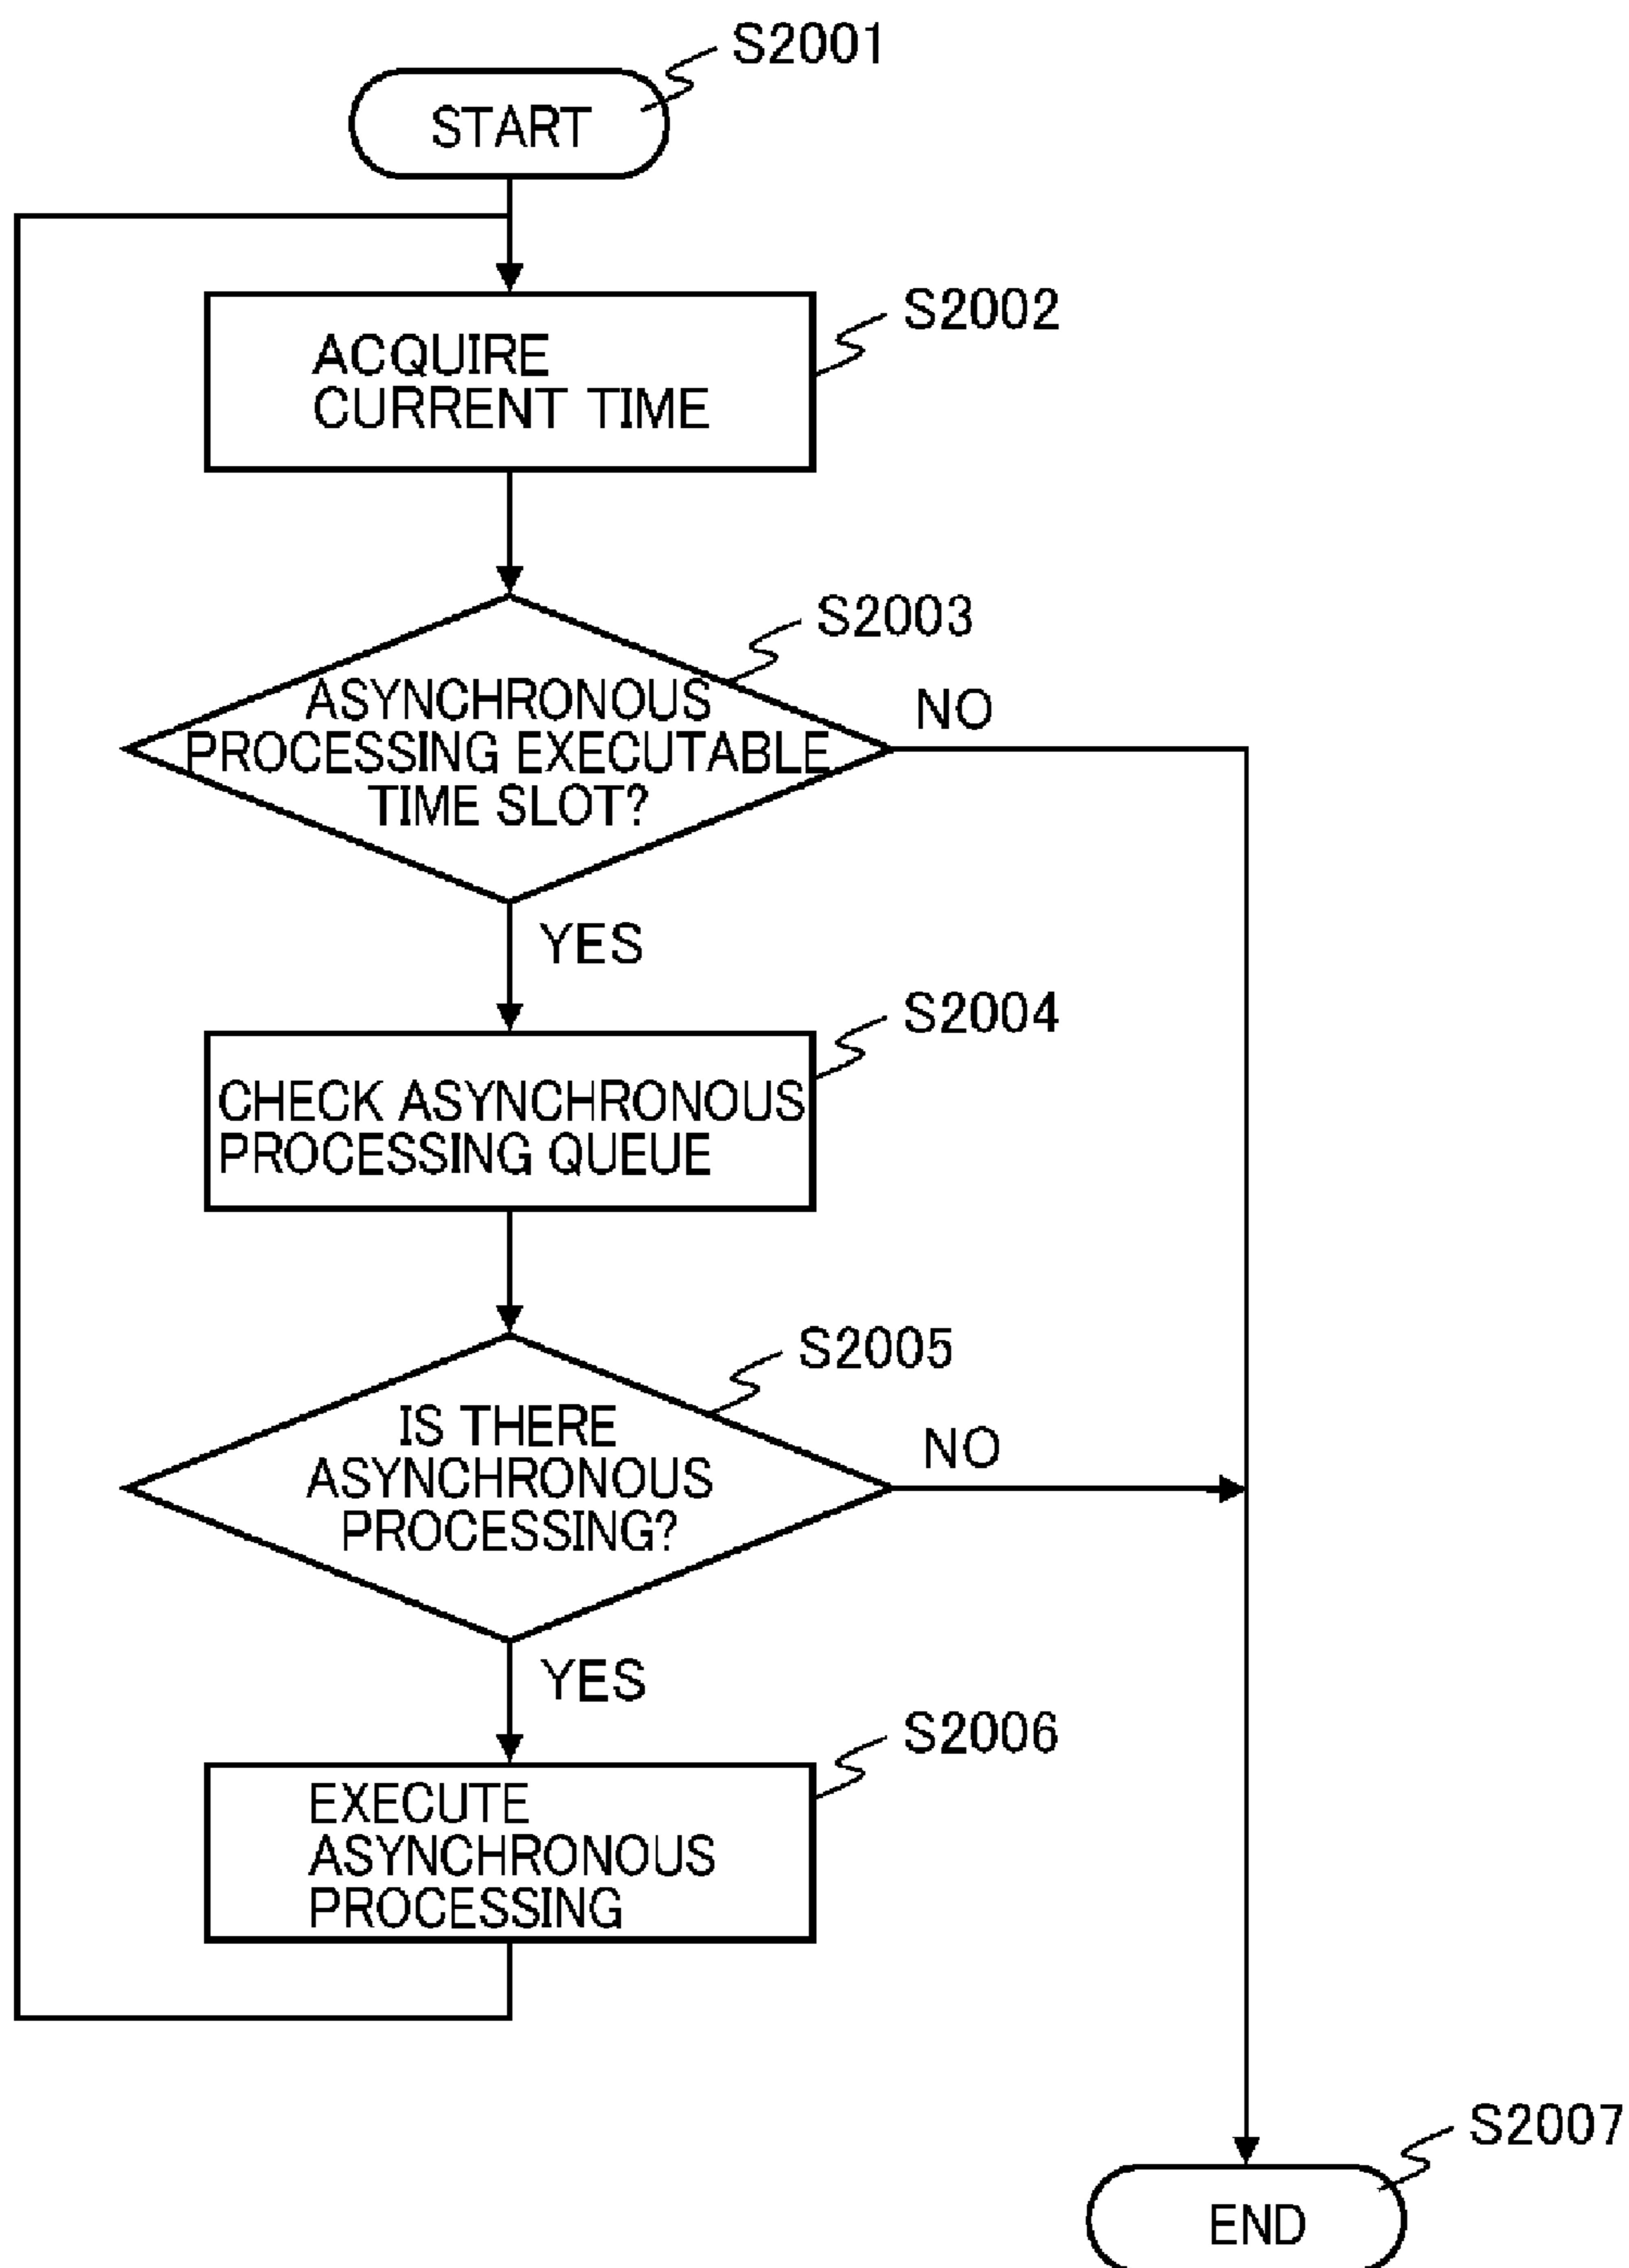 S2001
START
S2002
ACQUIRE
CURRENT TIME
S2003
ASYNCHRONOUS
PROCESSING EXECUTABLE
TIME SLOT?
NO
YES
S2004
CHECK ASYNCHRONOUS
PROCESSING QUEUE
S2005
IS THERE
ASYNCHRONOUS
PROCESSING?
NO
YES
S2006
EXECUTE
ASYNCHRONOUS
PROCESSING
S2007
END